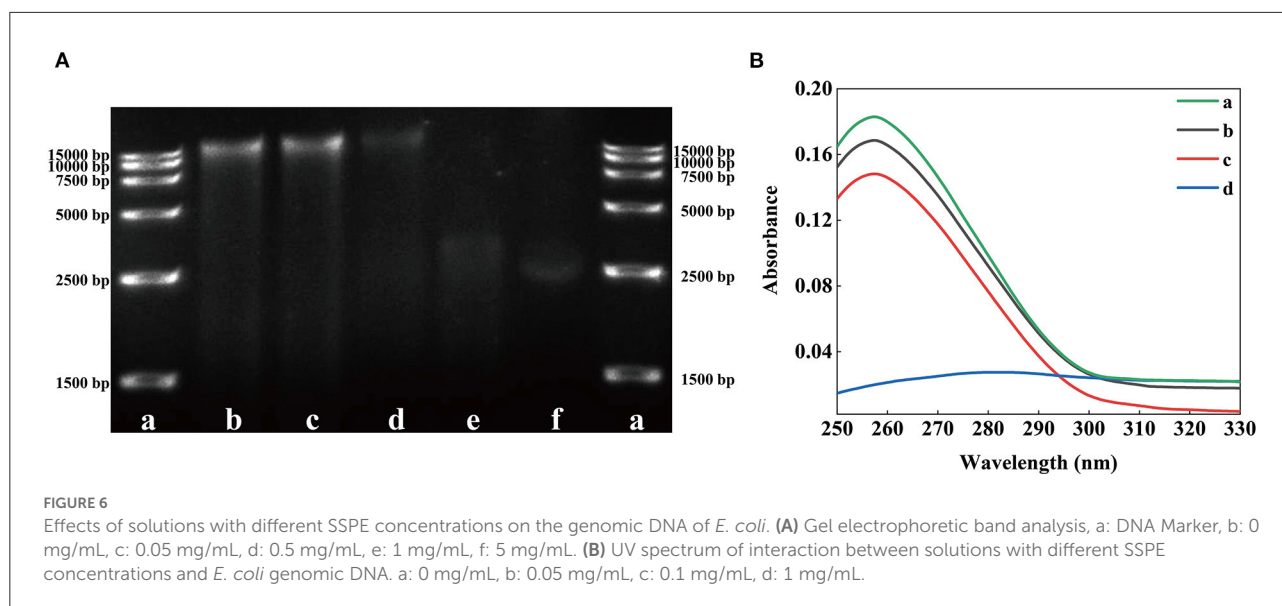 A
15000 bp
10000 bp
7500 bp
5000 bp
2500 bp
1500 bp
a b c d e f a
15000 bp
10000 bp
7500 bp
5000 bp
2500 bp
1500 bp
B
0.20
0.16
0.12
0.08
0.04
Absorbance
a
b
c
d
250 260 270 280 290 300 310 320 330
Wavelength (nm)
FIGURE 6
Effects of solutions with different SSPE concentrations on the genomic DNA of E. coli. (A) Gel electrophoretic band analysis, a: DNA Marker, b: 0
mg/mL, c: 0.05 mg/mL, d: 0.5 mg/mL, e: 1 mg/mL, f: 5 mg/mL. (B) UV spectrum of interaction between solutions with different SSPE
concentrations and E. coli genomic DNA. a: 0 mg/mL, b: 0.05 mg/mL, c: 0.1 mg/mL, d: 1 mg/mL.